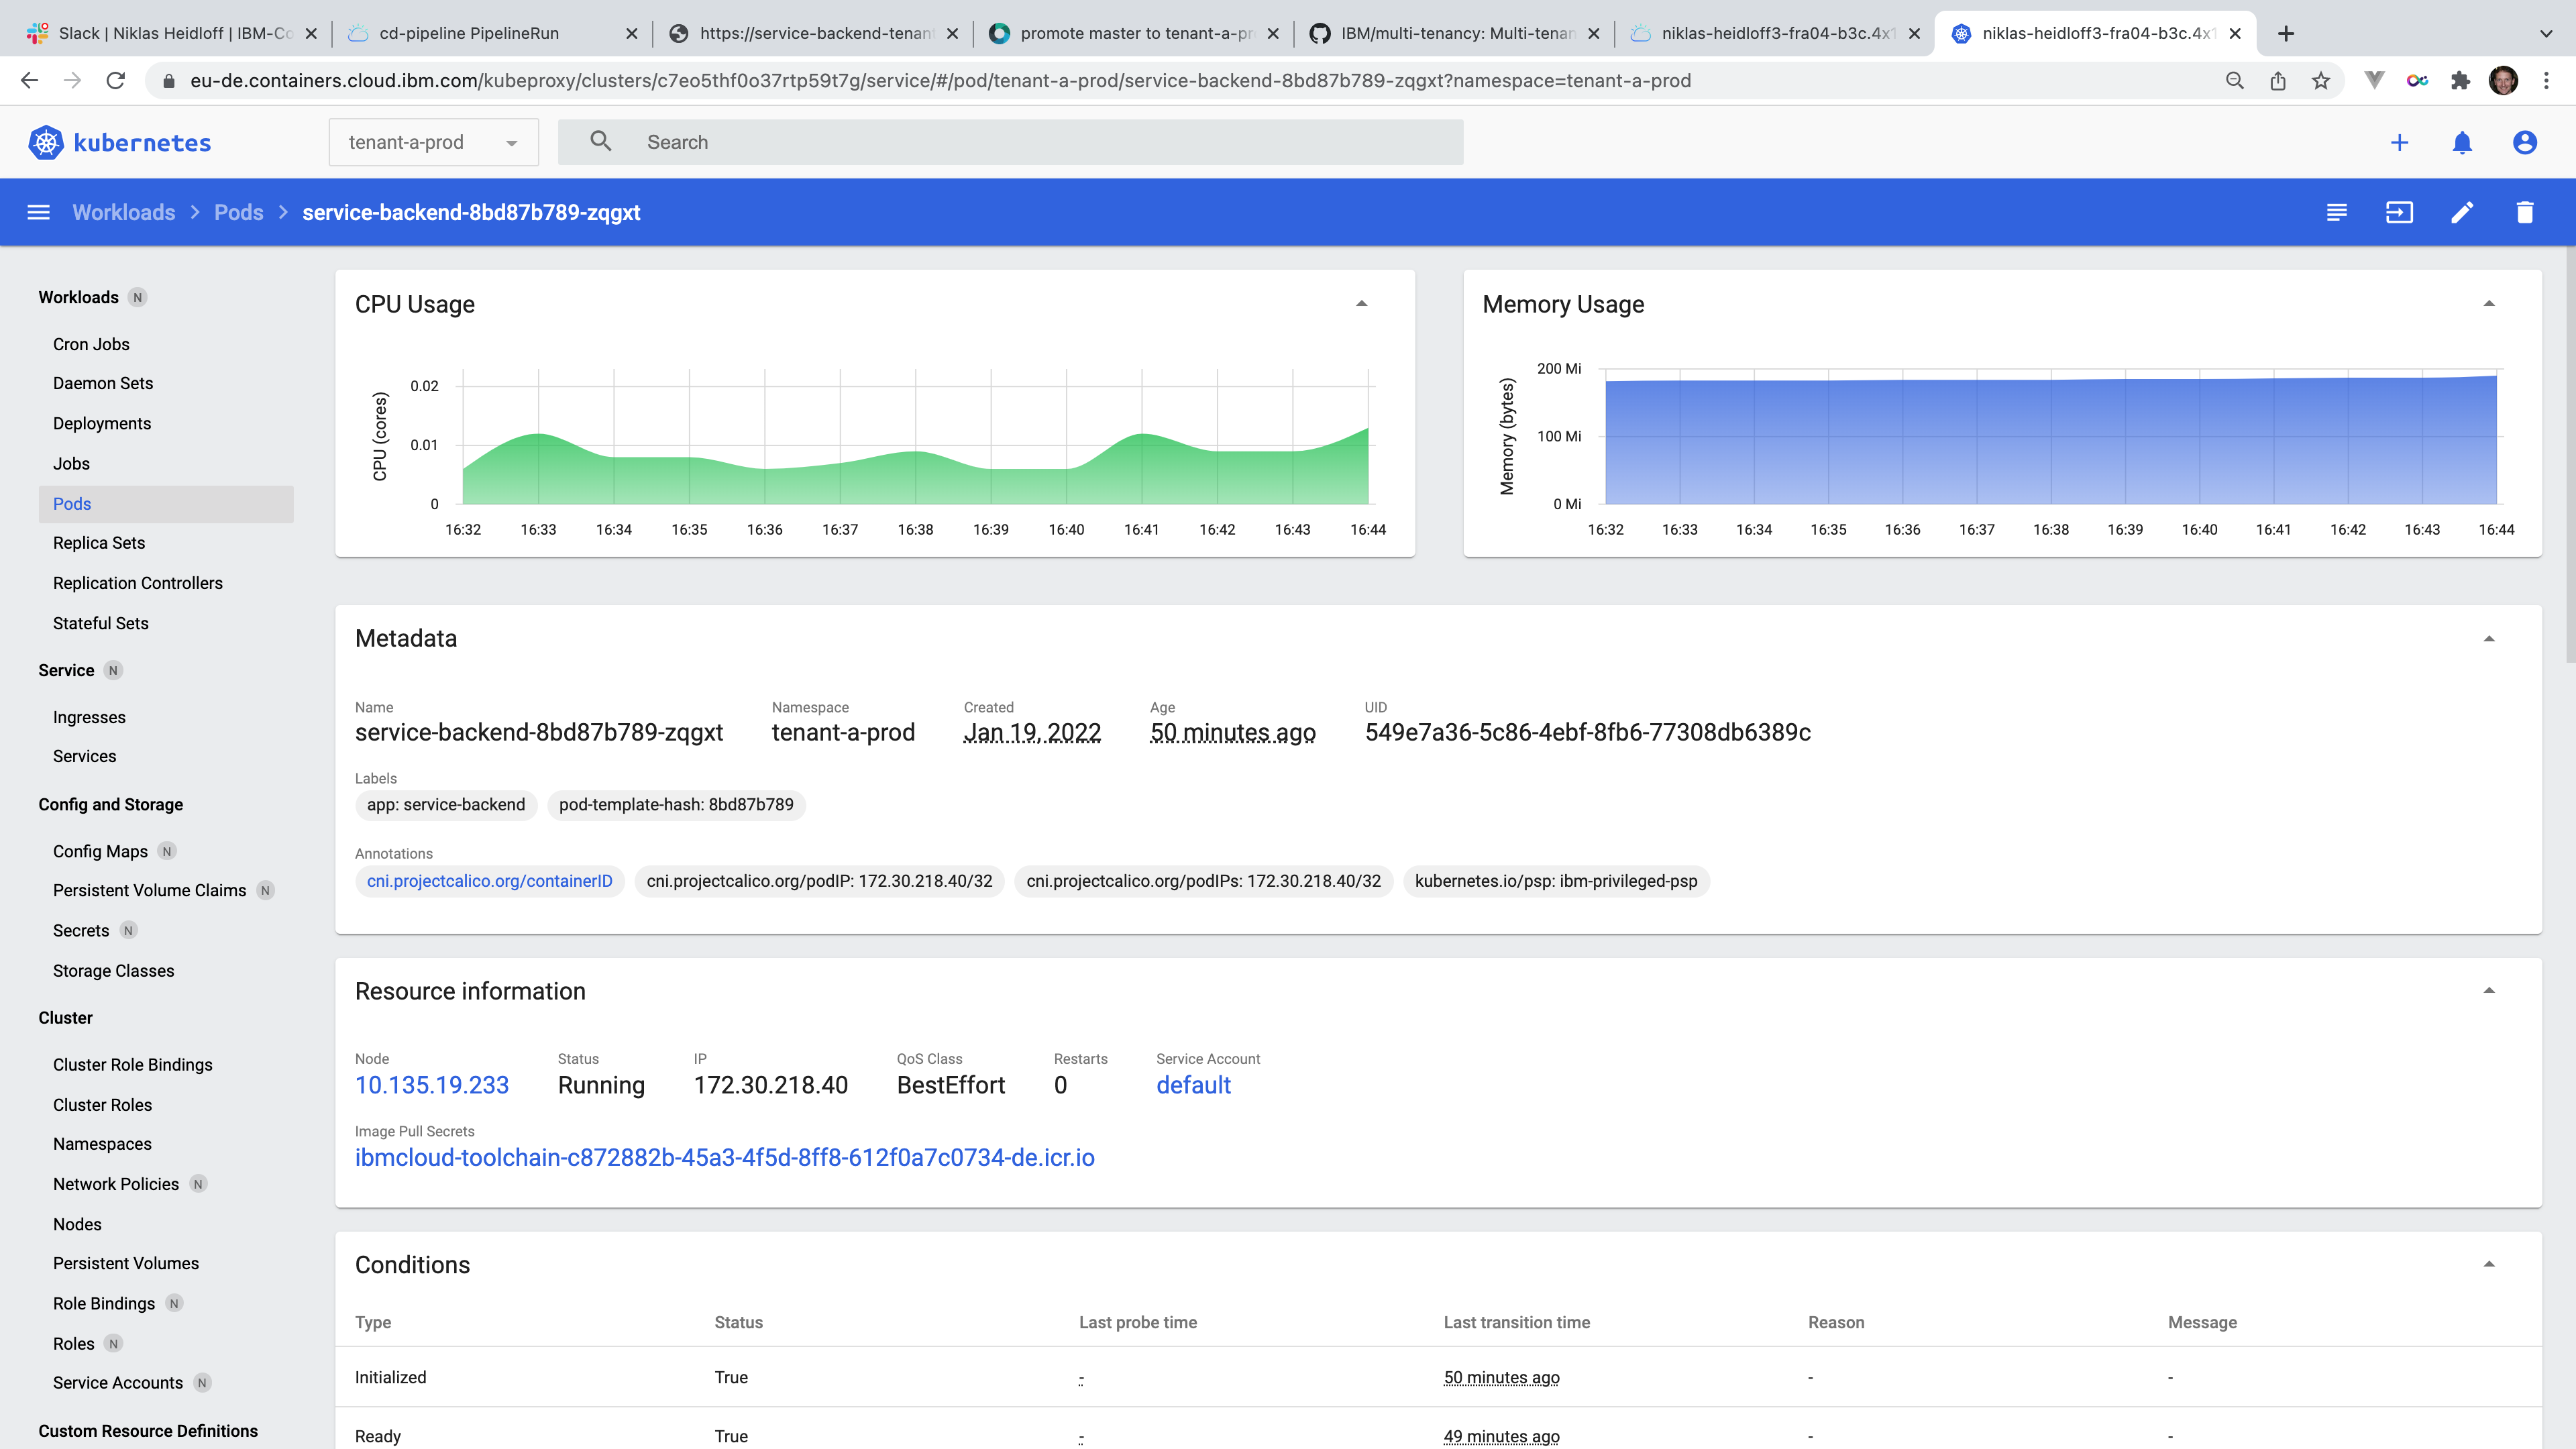 Slack | Niklas Heidloff | IBM-Co
cd-pipeline PipelineRun
https://service-backend-tenant
promote master to tenant-a-pr
IBM/multi-tenancy: Multi-tenan
niklas-heidloff3-fra04-b3c.4x1
niklas-heidloff3-fra04-b3c.4x1
eu-de.containers.cloud.ibm.com/kubeproxy/clusters/c7eo5thf0o37rtp59t7g/service/#/pod/tenant-a-prod/service-backend-8bd87b789-zqgxt?namespace=tenant-a-prod
kubernetes
tenant-a-prod
Search
Workloads
Pods
service-backend-8bd87b789-zqgxt
Workloads N
Cron Jobs
Daemon Sets
Deployments
Jobs
Pods
Replica Sets
Replication Controllers
Stateful Sets
Service N
Ingresses
Services
Config and Storage
Config Maps N
Persistent Volume Claims N
Secrets N
Storage Classes
Cluster
Cluster Role Bindings
Cluster Roles
Namespaces
Network Policies N
Nodes
Persistent Volumes
Role Bindings N
Roles N
Service Accounts N
Custom Resource Definitions
CPU Usage
CPU (cores)
0.02
0.01
0
16:32 16:33 16:34 16:35 16:36 16:37 16:38 16:39 16:40 16:41 16:42 16:43 16:44
Memory Usage
Memory (bytes)
200 Mi
100 Mi
0 Mi
16:32 16:33 16:34 16:35 16:36 16:37 16:38 16:39 16:40 16:41 16:42 16:43 16:44
Metadata
Name Namespace Created Age UID
service-backend-8bd87b789-zqgxt tenant-a-prod Jan 19, 2022 50 minutes ago 549e7a36-5c86-4ebf-8fb6-77308db6389c
Labels
app: service-backend pod-template-hash: 8bd87b789
Annotations
cni.projectcalico.org/containerID cni.projectcalico.org/podIP: 172.30.218.40/32 cni.projectcalico.org/podIPs: 172.30.218.40/32 kubernetes.io/psp: ibm-privileged-psp
Resource information
Node Status IP QoS Class Restarts Service Account
10.135.19.233 Running 172.30.218.40 BestEffort 0 default
Image Pull Secrets
ibmcloud-toolchain-c872882b-45a3-4f5d-8ff8-612f0a7c0734-de.icr.io
Conditions
Type Status Last probe time Last transition time Reason Message
Initialized True - 50 minutes ago - -
Ready True - 49 minutes ago - -